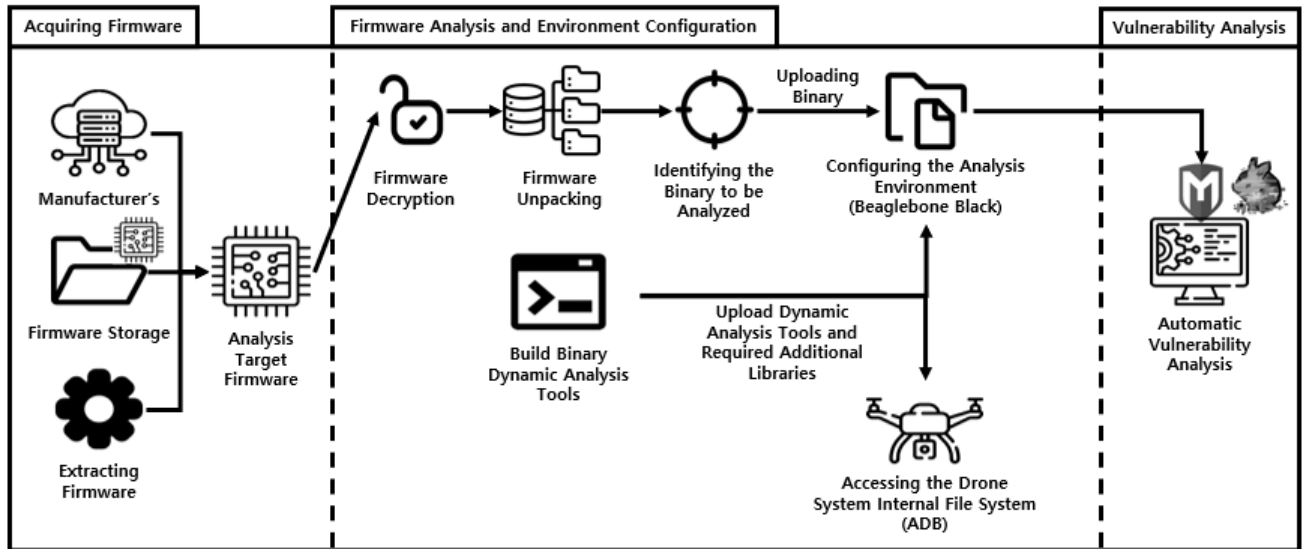 Acquiring Firmware
Firmware Analysis and Environment Configuration
Vulnerability Analysis
Manufacturer´s
Firmware Storage
Extracting
Firmware
Analysis
Target
Firmware
Firmware
Decryption
Firmware
Unpacking
Identifying the
Binary to be
Analyzed
Uploading
Binary
Configuring the Analysis
Environment
(Beaglebone Black)
Build Binary
Dynamic Analysis
Tools
Upload Dynamic
Analysis Tools and
Required Additional
Libraries
Accessing the Drone
System Internal File System
(ADB)
M
Automatic
Vulnerability
Analysis